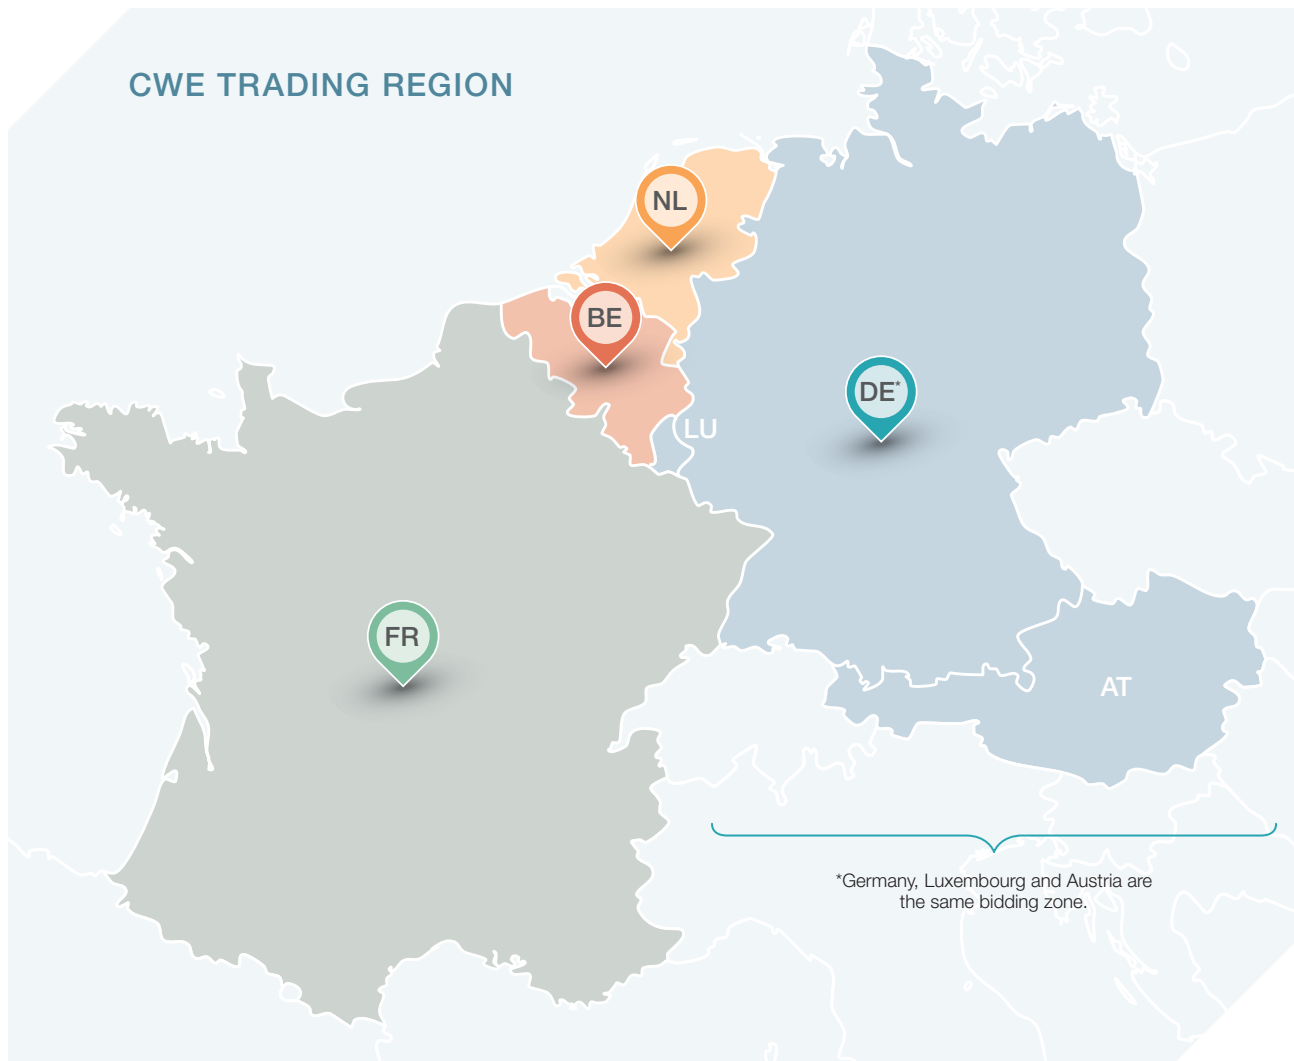 CWE TRADING REGION
NL
BE
DE*
LU
FR
AT
*Germany, Luxembourg and Austria are
the same bidding zone.